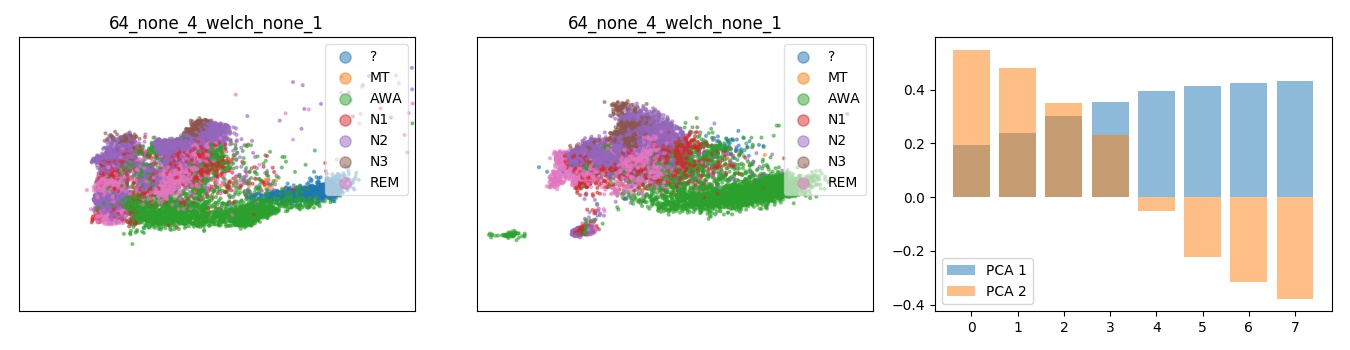 64_none_4_welch_none_1
?
MT
AWA
N1
N2
N3
REM
64_none_4_welch_none_1
?
MT
AWA
N1
N2
N3
REM
0.4
0.2
0.0
−0.2
−0.4
PCA 1
PCA 2
0 1 2 3 4 5 6 7